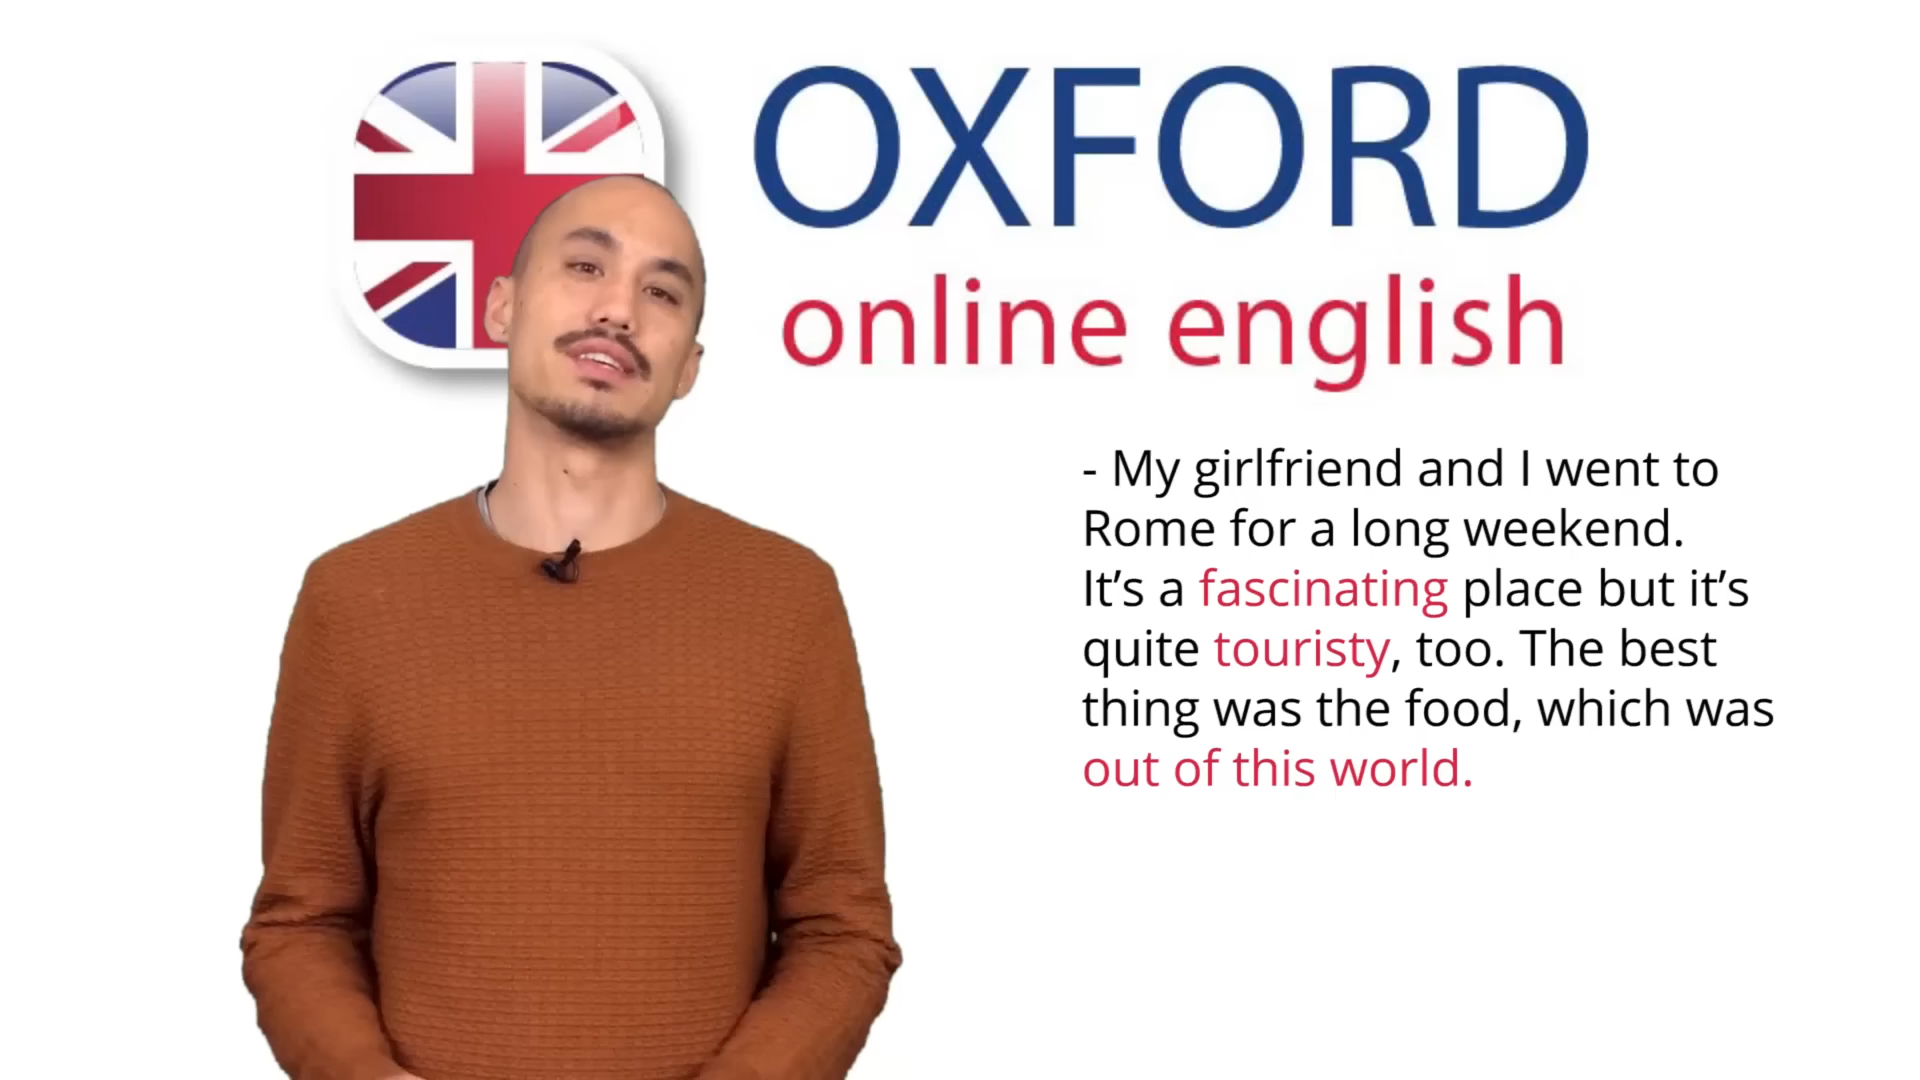 OXFORD
online english
- My girlfriend and I went to
Rome for a long weekend.
It’s a fascinating place but it’s
quite touristy, too. The best
thing was the food, which was
out of this world.